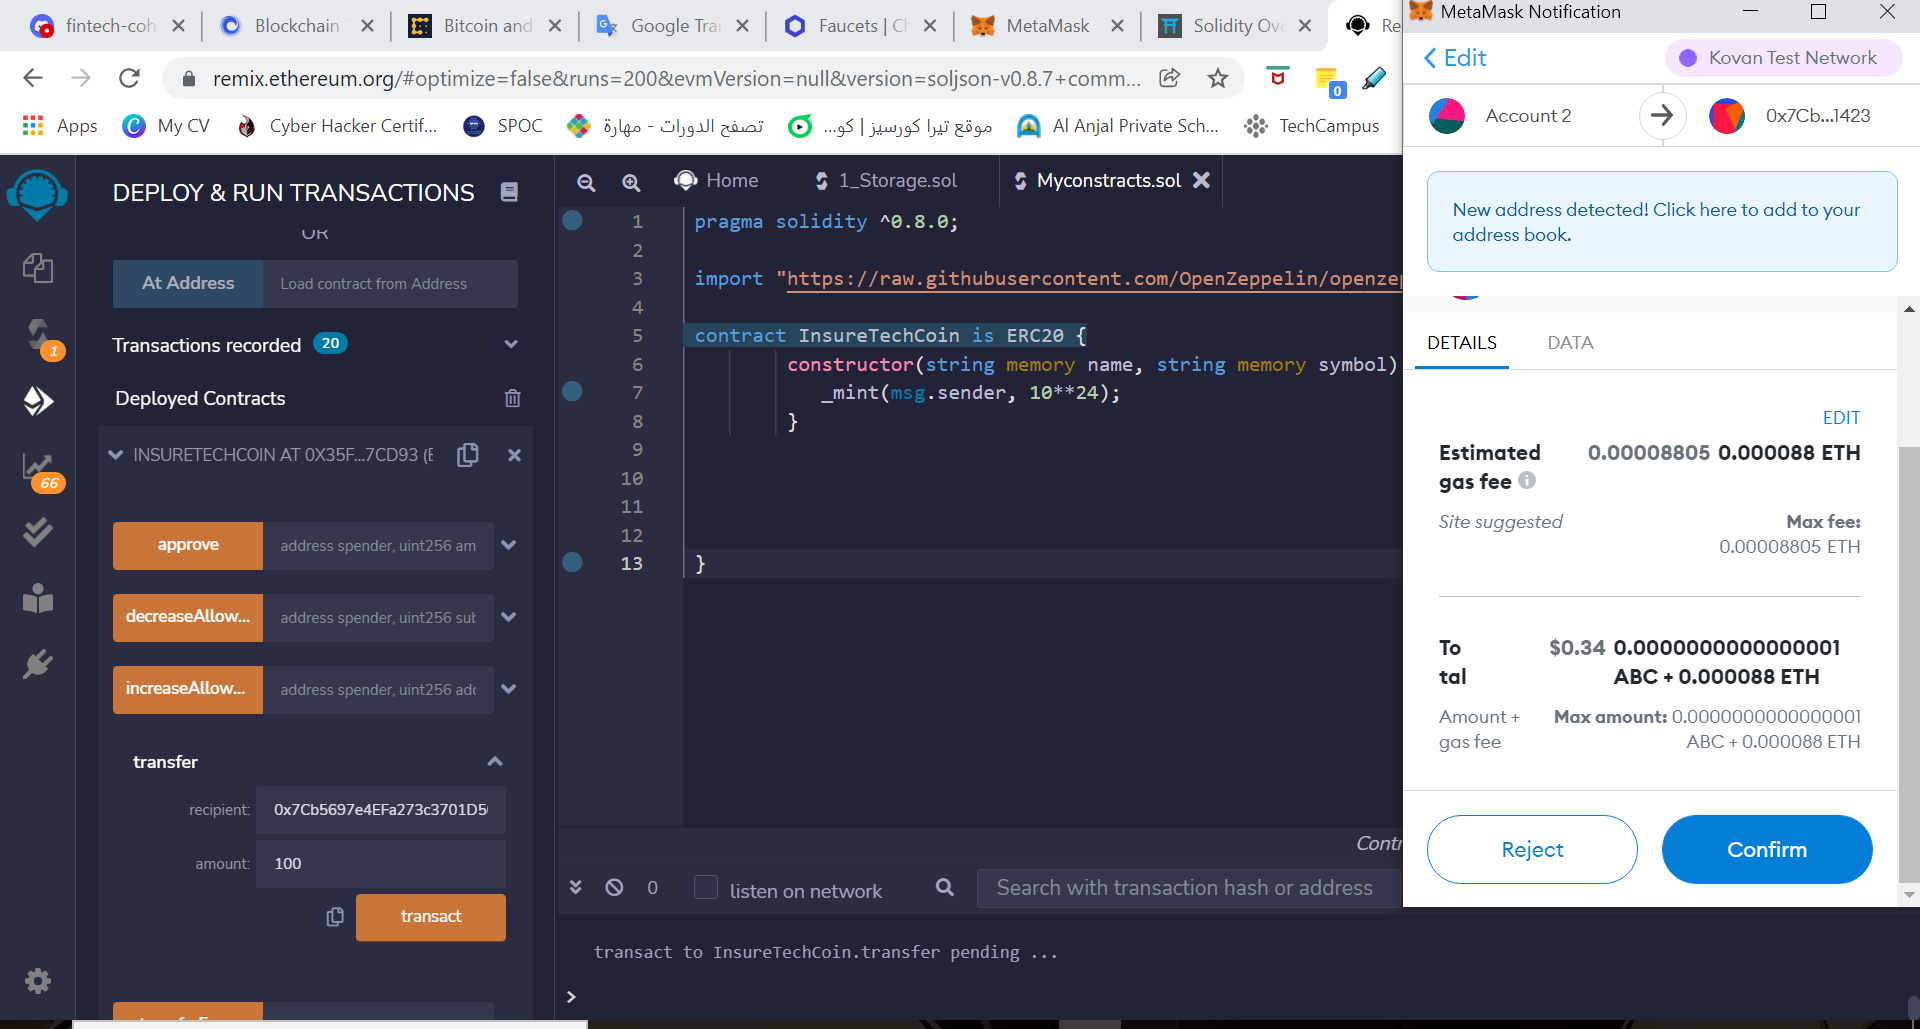 fintech-coh
Blockchain
Bitcoin and
Google Tra
Faucets | Ch
MetaMask
Solidity Ove
Re
remix.ethereum.org/#optimize=false&runs=200&evmVersion=null&version=soljson-v0.8.7+comm...
0
Apps
My CV
Cyber Hacker Certif...
SPOC
تصفح الدورات - مهارة
موقع تيرا كورسيز | كو...
Al Anjal Private Sch...
TechCampus
DEPLOY & RUN TRANSACTIONS
OR
At Address
Load contract from Address
Transactions recorded 20
Deployed Contracts
INSURETECHCOIN AT 0X35F...7CD93 (E
approve
address spender, uint256 am
decreaseAllow...
address spender, uint256 sub
increaseAllow...
address spender, uint256 add
transfer
recipient:
0x7Cb5697e4EFa273c3701D5
amount:
100
transact
1
66
Home
1_Storage.sol
Myconstracts.sol
1 pragma solidity ^0.8.0;
2
3 import "https://raw.githubusercontent.com/OpenZeppelin/openzep
4
5 contract InsureTechCoin is ERC20 {
6 constructor(string memory name, string memory symbol)
7 _mint(msg.sender, 10**24);
8 }
9
10
11
12
13 }
Contr
0
listen on network
Search with transaction hash or address
transact to InsureTechCoin.transfer pending ...
>
MetaMask Notification
Edit
Kovan Test Network
Account 2
0x7Cb...1423
New address detected! Click here to add to your
address book.
DETAILS
DATA
EDIT
Estimated
gas fee
0.00008805 0.000088 ETH
Site suggested
Max fee:
0.00008805 ETH
To
tal
$0.34 0.0000000000000001
ABC + 0.000088 ETH
Amount +
gas fee
Max amount: 0.0000000000000001
ABC + 0.000088 ETH
Reject
Confirm